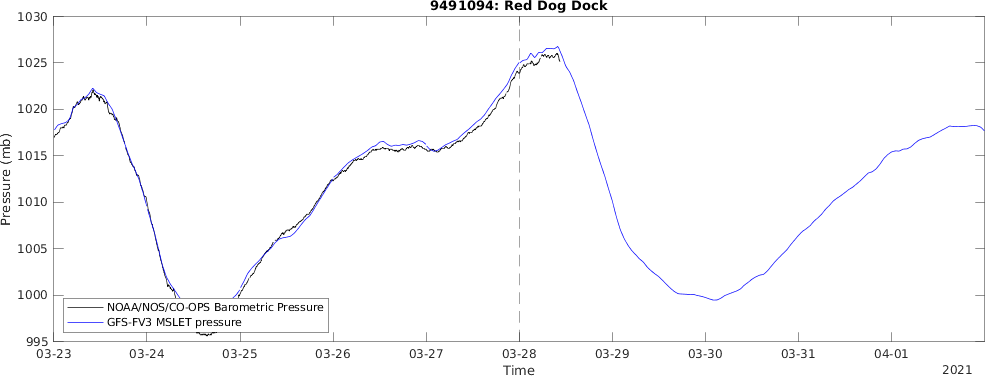 9491094: Red Dog Dock
1030
1025
1020
1015
1010
1005
1000
995
Pressure (mb)
NOAA/NOS/CO-OPS Barometric Pressure
GFS-FV3 MSLET pressure
03-23 03-24 03-25 03-26 03-27 03-28 03-29 03-30 03-31 04-01
Time
2021